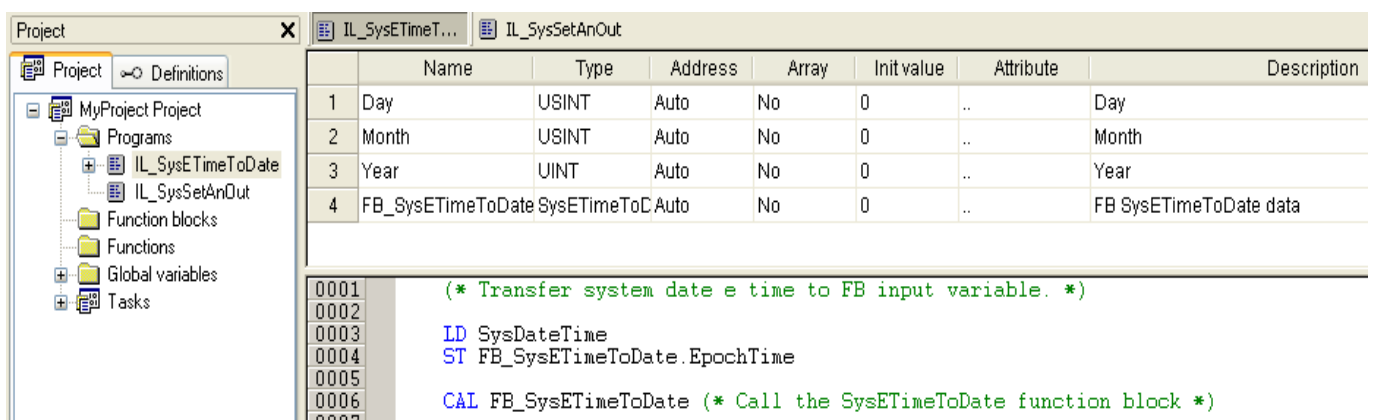 Project
Project Definitions
MyProject Project
Programs
IL_SysETimeToDate
IL_SysSetAnOut
Function blocks
Functions
Global variables
Tasks
IL_SysETimeT... IL_SysSetAnOut
Name Type Address Array Init value Attribute Description
1 Day USINT Auto No 0 .. Day
2 Month USINT Auto No 0 .. Month
3 Year UINT Auto No 0 .. Year
4 FB_SysETimeToDate SysETimeToD Auto No 0 .. FB SysETimeToDate data
0001 (* Transfer system date e time to FB input variable. *)
0002
0003 LD SysDateTime
0004 ST FB_SysETimeToDate.EpochTime
0005
0006 CAL FB_SysETimeToDate (* Call the SysETimeToDate function block *)